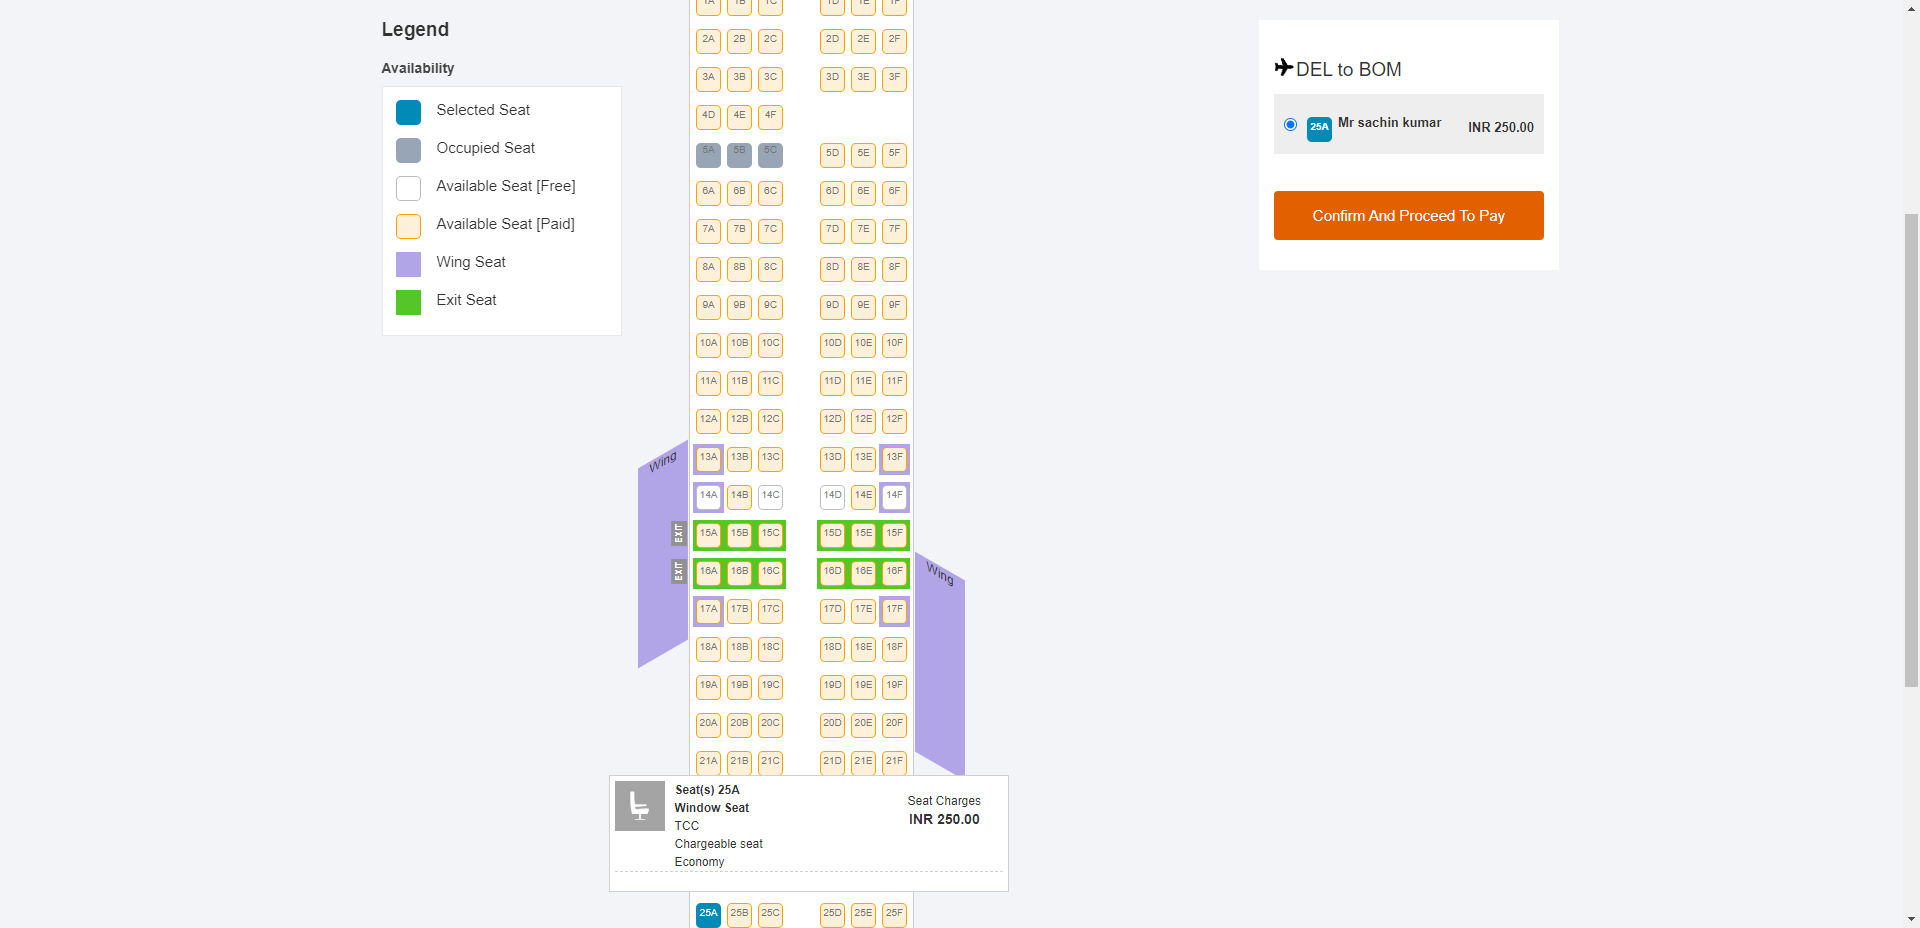 Legend
Availability
Selected Seat
Occupied Seat
Available Seat [Free]
Available Seat [Paid]
Wing Seat
Exit Seat
1A 1B 1C 1D 1E 1F
2A 2B 2C 2D 2E 2F
3A 3B 3C 3D 3E 3F
4D 4E 4F
5A 5B 5C 5D 5E 5F
6A 6B 6C 6D 6E 6F
7A 7B 7C 7D 7E 7F
8A 8B 8C 8D 8E 8F
9A 9B 9C 9D 9E 9F
10A 10B 10C 10D 10E 10F
11A 11B 11C 11D 11E 11F
12A 12B 12C 12D 12E 12F
Wing 13A 13B 13C 13D 13E 13F
14A 14B 14C 14D 14E 14F
EXIT 15A 15B 15C 15D 15E 15F
EXIT 16A 16B 16C 16D 16E 16F Wing
17A 17B 17C 17D 17E 17F
18A 18B 18C 18D 18E 18F
19A 19B 19C 19D 19E 19F
20A 20B 20C 20D 20E 20F
21A 21B 21C 21D 21E 21F
Seat(s) 25A
Window Seat
TCC
Chargeable seat
Economy
Seat Charges
INR 250.00
25A 25B 25C 25D 25E 25F
DEL to BOM
25A Mr sachin kumar INR 250.00
Confirm And Proceed To Pay